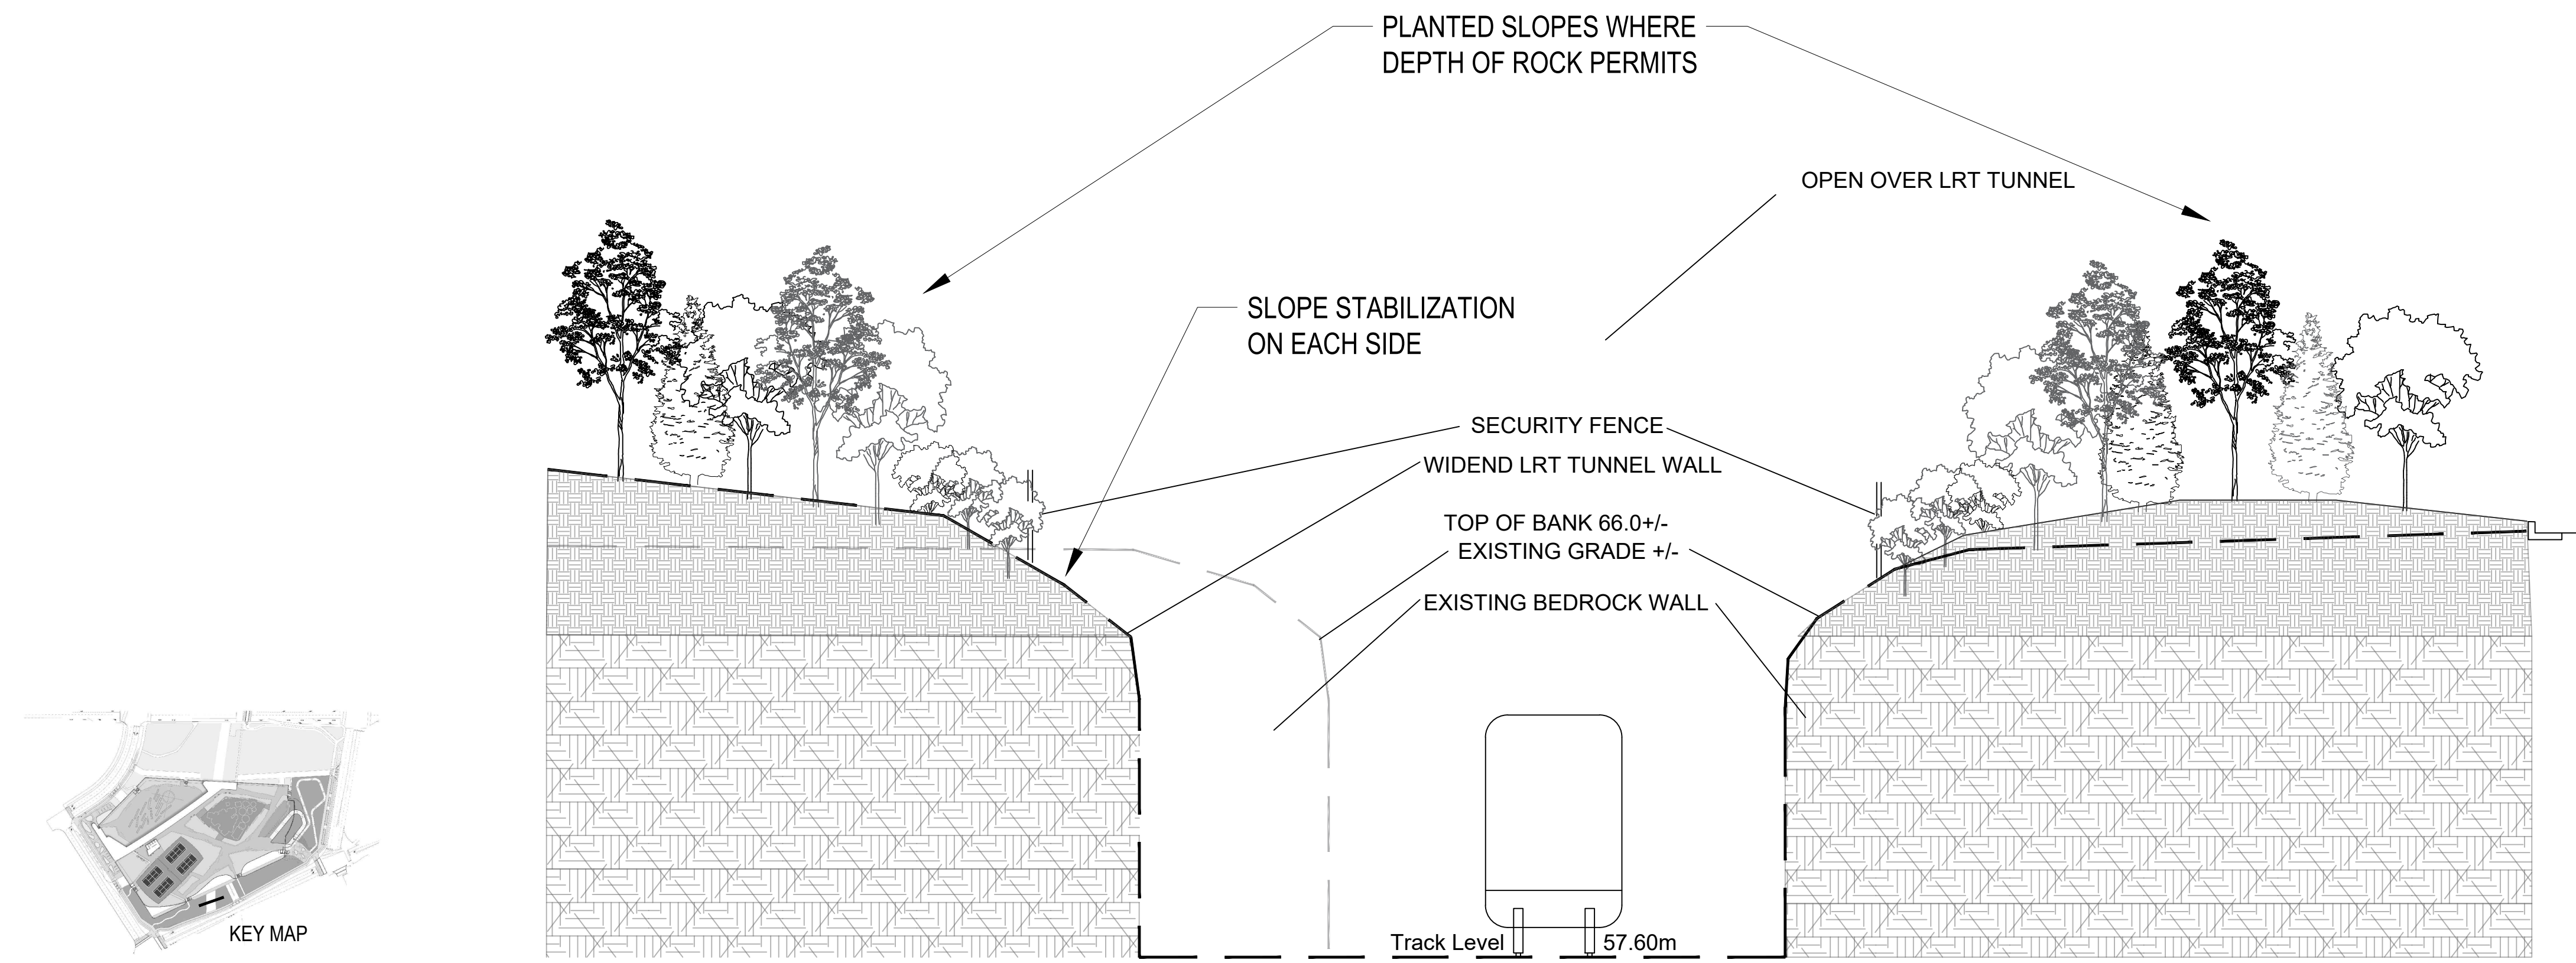 PLANTED SLOPES WHERE
DEPTH OF ROCK PERMITS
OPEN OVER LRT TUNNEL
SLOPE STABILIZATION
ON EACH SIDE
SECURITY FENCE
WIDEND LRT TUNNEL WALL
TOP OF BANK 66.0+/-
EXISTING GRADE +/-
EXISTING BEDROCK WALL
Track Level 57.60m
KEY MAP